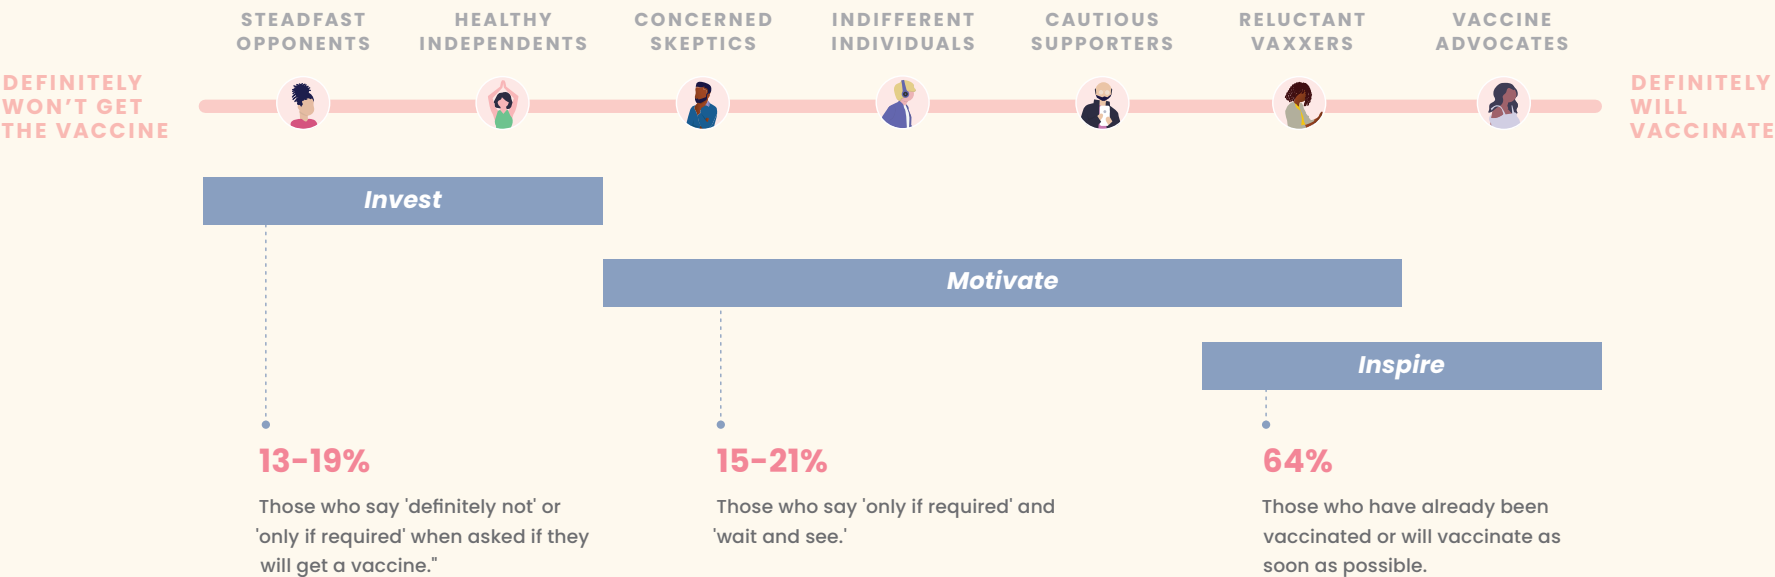 STEADFAST
OPPONENTS
HEALTHY
INDEPENDENTS
CONCERNED
SKEPTICS
INDIFFERENT
INDIVIDUALS
CAUTIOUS
SUPPORTERS
RELUCTANT
VAXXERS
VACCINE
ADVOCATES
DEFINITELY
WON’T GET
THE VACCINE
DEFINITELY
WILL
VACCINATE
Invest
Motivate
Inspire
13-19%
Those who say 'definitely not' or
'only if required' when asked if they
will get a vaccine."
15-21%
Those who say 'only if required' and
'wait and see.'
64%
Those who have already been
vaccinated or will vaccinate as
soon as possible.